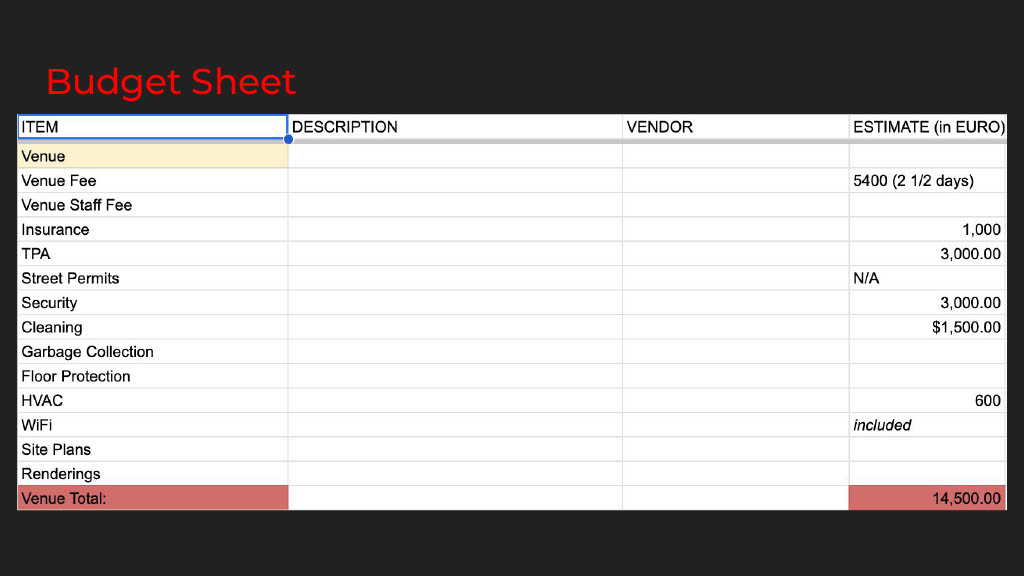 Budget Sheet
ITEM DESCRIPTION VENDOR ESTIMATE (in EURO)
Venue
Venue Fee 5400 (2 1/2 days)
Venue Staff Fee
Insurance 1,000
TPA 3,000.00
Street Permits N/A
Security 3,000.00
Cleaning $1,500.00
Garbage Collection
Floor Protection
HVAC 600
WiFi included
Site Plans
Renderings
Venue Total: 14,500.00